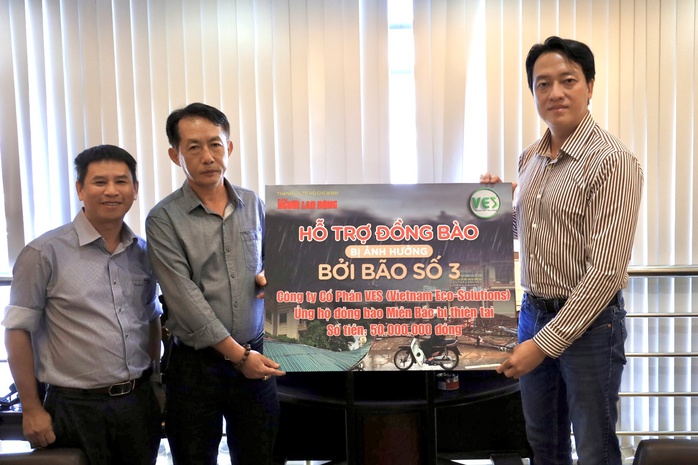 NGƯỜI LAO ĐỘNG
VES
HỖ TRỢ ĐỒNG BÀO
BỊ ẢNH HƯỞNG
BỞI BÃO SỐ 3
Công ty Cổ Phần VES (Vietnam Eco-Solutions)
Ủng hộ đồng bào Miền Bắc bị thiên tai
Số tiền: 50.000.000 đồng